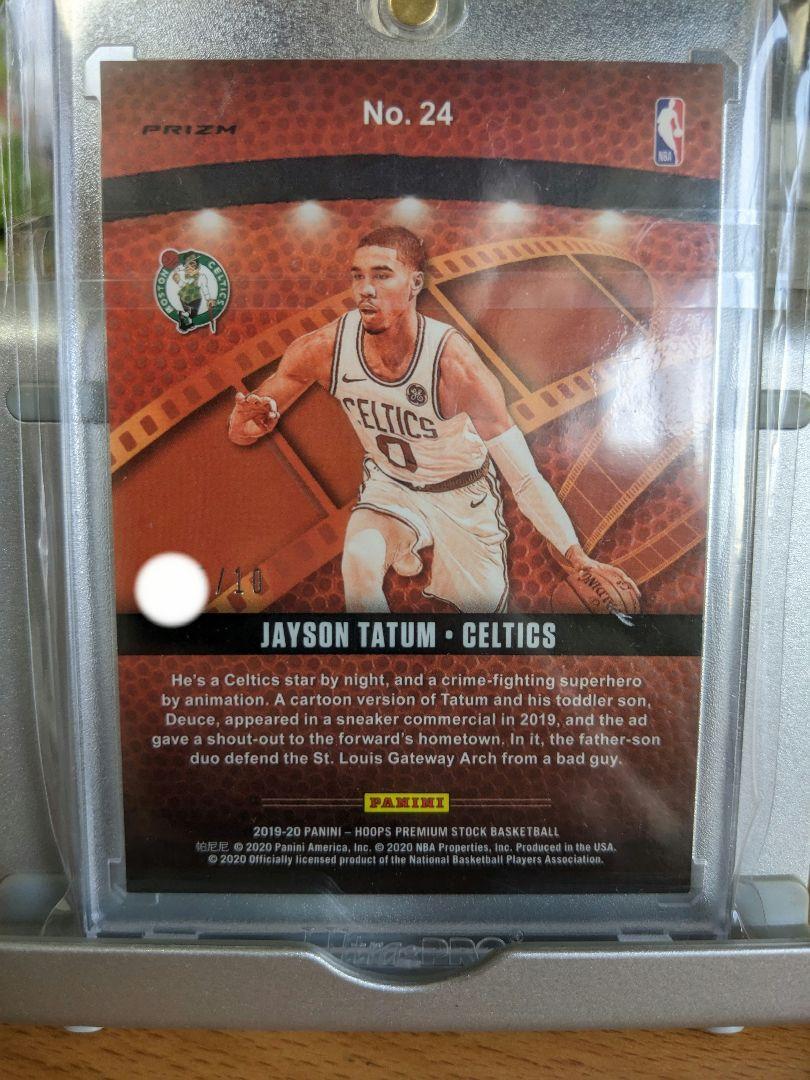 No. 24
PRIZM
NBA
BOSTON CELTICS
CELTICS
0
/10
JAYSON TATUM • CELTICS
He's a Celtics star by night, and a crime-fighting superhero
by animation. A cartoon version of Tatum and his toddler son,
Deuce, appeared in a sneaker commercial in 2019, and the ad
gave a shout-out to the forward's hometown. In it, the father-son
duo defend the St. Louis Gateway Arch from a bad guy.
PANINI
2019-20 PANINI – HOOPS PREMIUM STOCK BASKETBALL
帕尼尼 © 2020 Panini America, Inc. © 2020 NBA Properties, Inc. Produced in the USA.
© 2020 Officially licensed product of the National Basketball Players Association.
Ultra PRO